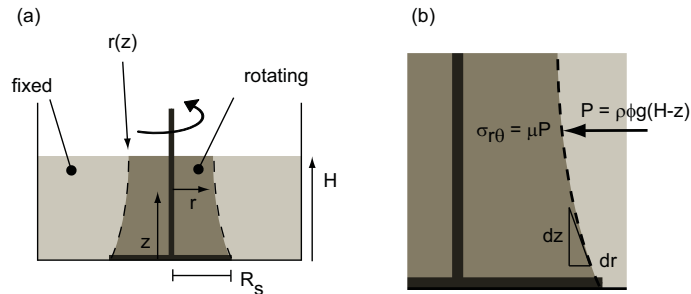 (a)
r(z)
fixed
rotating
H
r
z
R_s
(b)
P = ρϕg(H-z)
σ_rθ = μP
dz
dr